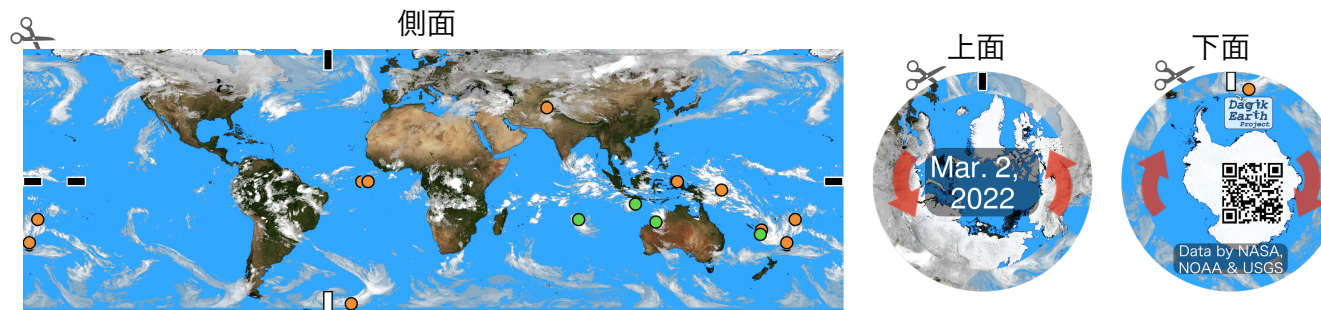 側面
上面
下面
Mar. 2,
2022
Dagik
Earth
Project
Data by NASA,
NOAA & USGS